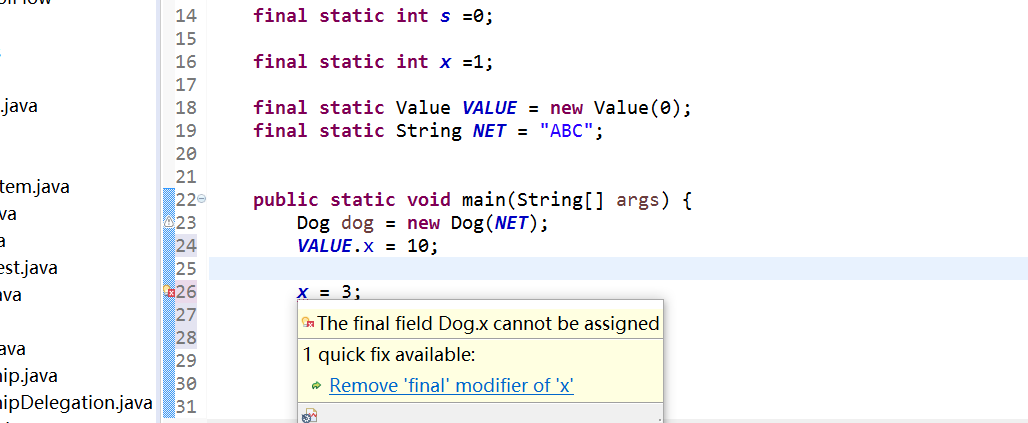 .java
tem.java
va
a
est.java
va
ava
hip.java
hipDelegation.java
14 final static int s =0;
15
16 final static int x =1;
17
18 final static Value VALUE = new Value(0);
19 final static String NET = "ABC";
20
21
22 public static void main(String[] args) {
23 Dog dog = new Dog(NET);
24 VALUE.x = 10;
25
26 x = 3;
27
28
29
30
31
The final field Dog.x cannot be assigned
1 quick fix available:
Remove 'final' modifier of 'x'